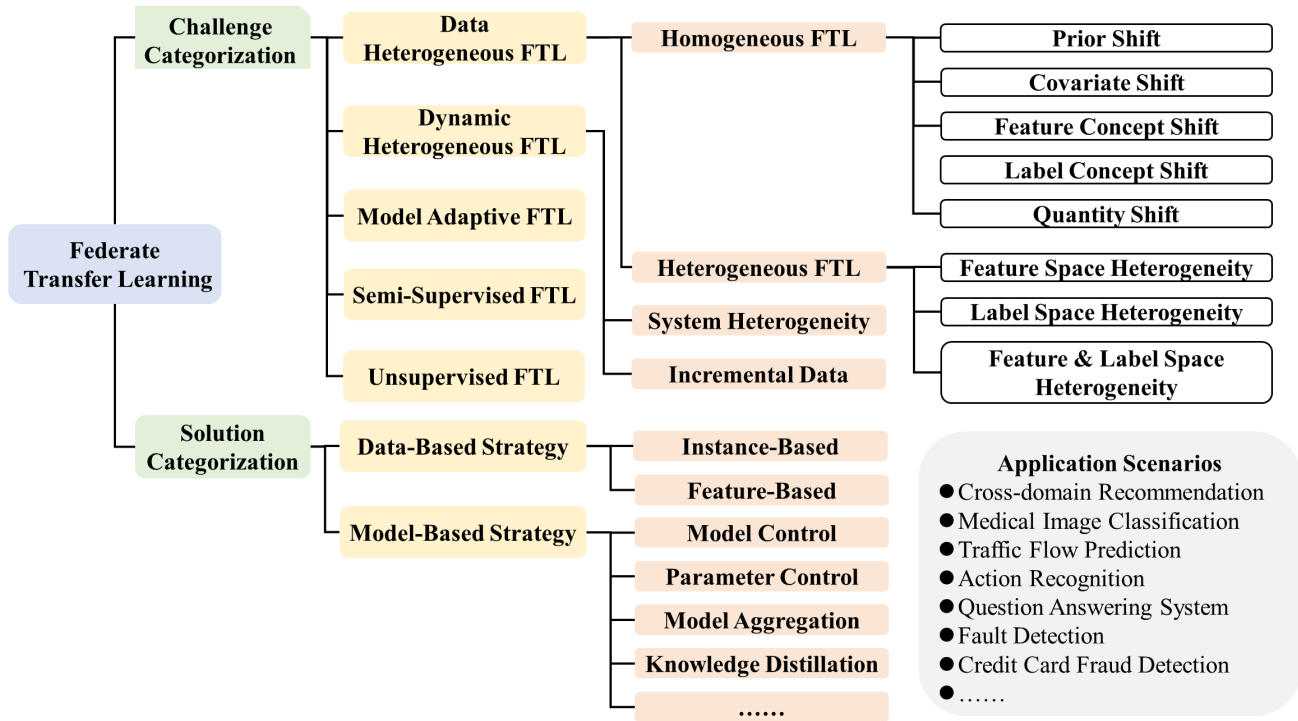 Federate
Transfer Learning
Challenge
Categorization
Data
Heterogeneous FTL
Homogeneous FTL
Prior Shift
Covariate Shift
Feature Concept Shift
Label Concept Shift
Quantity Shift
Heterogeneous FTL
Feature Space Heterogeneity
Label Space Heterogeneity
Feature & Label Space
Heterogeneity
Dynamic
Heterogeneous FTL
System Heterogeneity
Incremental Data
Model Adaptive FTL
Semi-Supervised FTL
Unsupervised FTL
Solution
Categorization
Data-Based Strategy
Instance-Based
Feature-Based
Model-Based Strategy
Model Control
Parameter Control
Model Aggregation
Knowledge Distillation
……
Application Scenarios
● Cross-domain Recommendation
● Medical Image Classification
● Traffic Flow Prediction
● Action Recognition
● Question Answering System
● Fault Detection
● Credit Card Fraud Detection
● ……